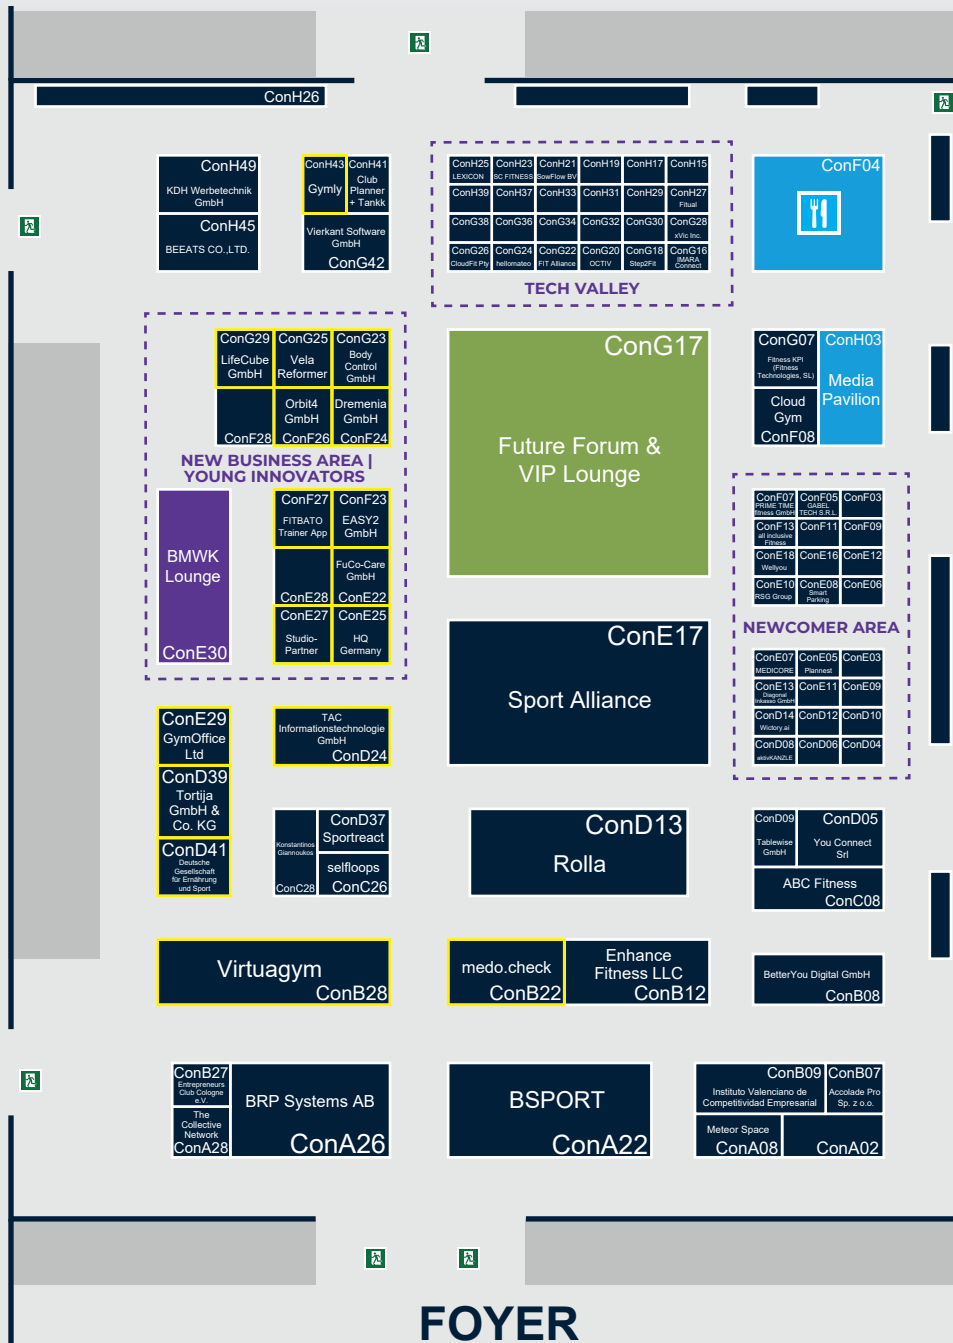 ConH26
ConH49
KDH Werbetechnik
GmbH
ConH45
BEEATS CO.,LTD.
ConH43
Gymly
ConH41
Club
Planner
+ Tankk
Vierkant Software
GmbH
ConG42
ConH25
LEXICON
ConH23
SC FITNESS
ConH21
SowFlow BV
ConH19
ConH17
ConH15
ConH39
ConH37
ConH33
ConH31
ConH29
ConH27
Fitual
ConG38
ConG36
ConG34
ConG32
ConG30
ConG28
xVic Inc.
ConG26
CloudFit Pty
ConG24
hellomateo
ConG22
FIT Alliance
ConG20
OCTIV
ConG18
Step2Fit
ConG16
IMARA
Connect
TECH VALLEY
ConF04
ConG29
LifeCube
GmbH
ConG25
Vela
Reformer
ConG23
Body
Control
GmbH
ConF28
Orbit4
GmbH
ConF26
Dremenia
GmbH
ConF24
NEW BUSINESS AREA |
YOUNG INNOVATORS
BMWK
Lounge
ConE30
ConF27
FITBATO
Trainer App
ConF23
EASY2
GmbH
ConE28
FuCo-Care
GmbH
ConE22
ConE27
Studio-
Partner
ConE25
HQ
Germany
ConG17
Future Forum &
VIP Lounge
ConG07
Fitness KPI
(Fitness
Technologies, SL)
ConH03
Media
Pavilion
Cloud
Gym
ConF08
ConF07
PRIME TIME
fitness GmbH
ConF05
GABEL
TECH S.R.L.
ConF03
ConF13
all inclusive
Fitness
ConF11
ConF09
ConE18
Wellyou
ConE16
ConE12
ConE10
RSG Group
ConE08
Smart
Parking
ConE06
NEWCOMER AREA
ConE07
MEDICORE
ConE05
Plannest
ConE03
ConE13
Diagonal
Inkasso GmbH
ConE11
ConE09
ConD14
Wictory.ai
ConD12
ConD10
ConD08
aktivKANZLE
ConD06
ConD04
ConE17
Sport Alliance
ConE29
GymOffice
Ltd
ConD39
Tortija
GmbH &
Co. KG
ConD41
Deutsche
Gesellschaft
für Ernährung
und Sport
TAC
Informationstechnologie
GmbH
ConD24
Konstantinos
Giannoukos
ConC28
ConD37
Sportreact
selfloops
ConC26
ConD13
Rolla
ConD09
Tablewise
GmbH
ConD05
You Connect
Srl
ABC Fitness
ConC08
Virtuagym
ConB28
medo.check
ConB22
Enhance
Fitness LLC
ConB12
BetterYou Digital GmbH
ConB08
ConB27
Entrepreneurs
Club Cologne
e.V.
The
Collective
Network
ConA28
BRP Systems AB
ConA26
BSPORT
ConA22
ConB09
Instituto Valenciano de
Competitividad Empresarial
ConB07
Accolade Pro
Sp. z o.o.
Meteor Space
ConA08
ConA02
FOYER